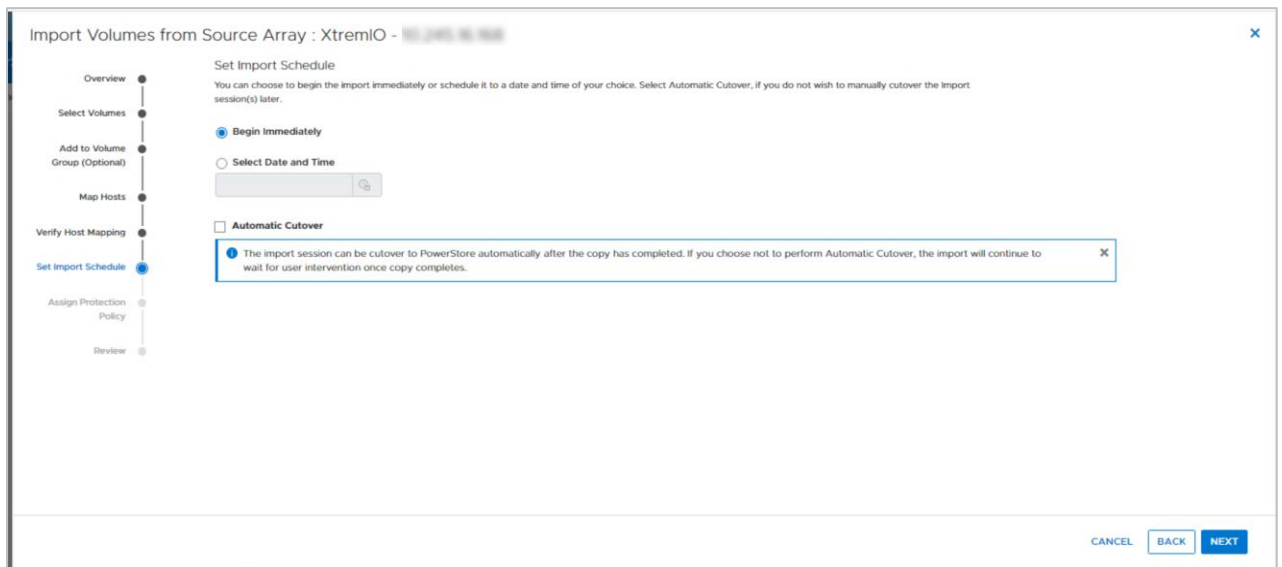 Import Volumes from Source Array : XtremIO -
Overview
Select Volumes
Add to Volume
Group (Optional)
Map Hosts
Verify Host Mapping
Set Import Schedule
Assign Protection
Policy
Review
Set Import Schedule
You can choose to begin the import immediately or schedule it to a date and time of your choice. Select Automatic Cutover, if you do not wish to manually cutover the Import
session(s) later.
Begin Immediately
Select Date and Time
Automatic Cutover
The import session can be cutover to PowerStore automatically after the copy has completed. If you choose not to perform Automatic Cutover, the import will continue to
wait for user intervention once copy completes.
CANCEL
BACK
NEXT